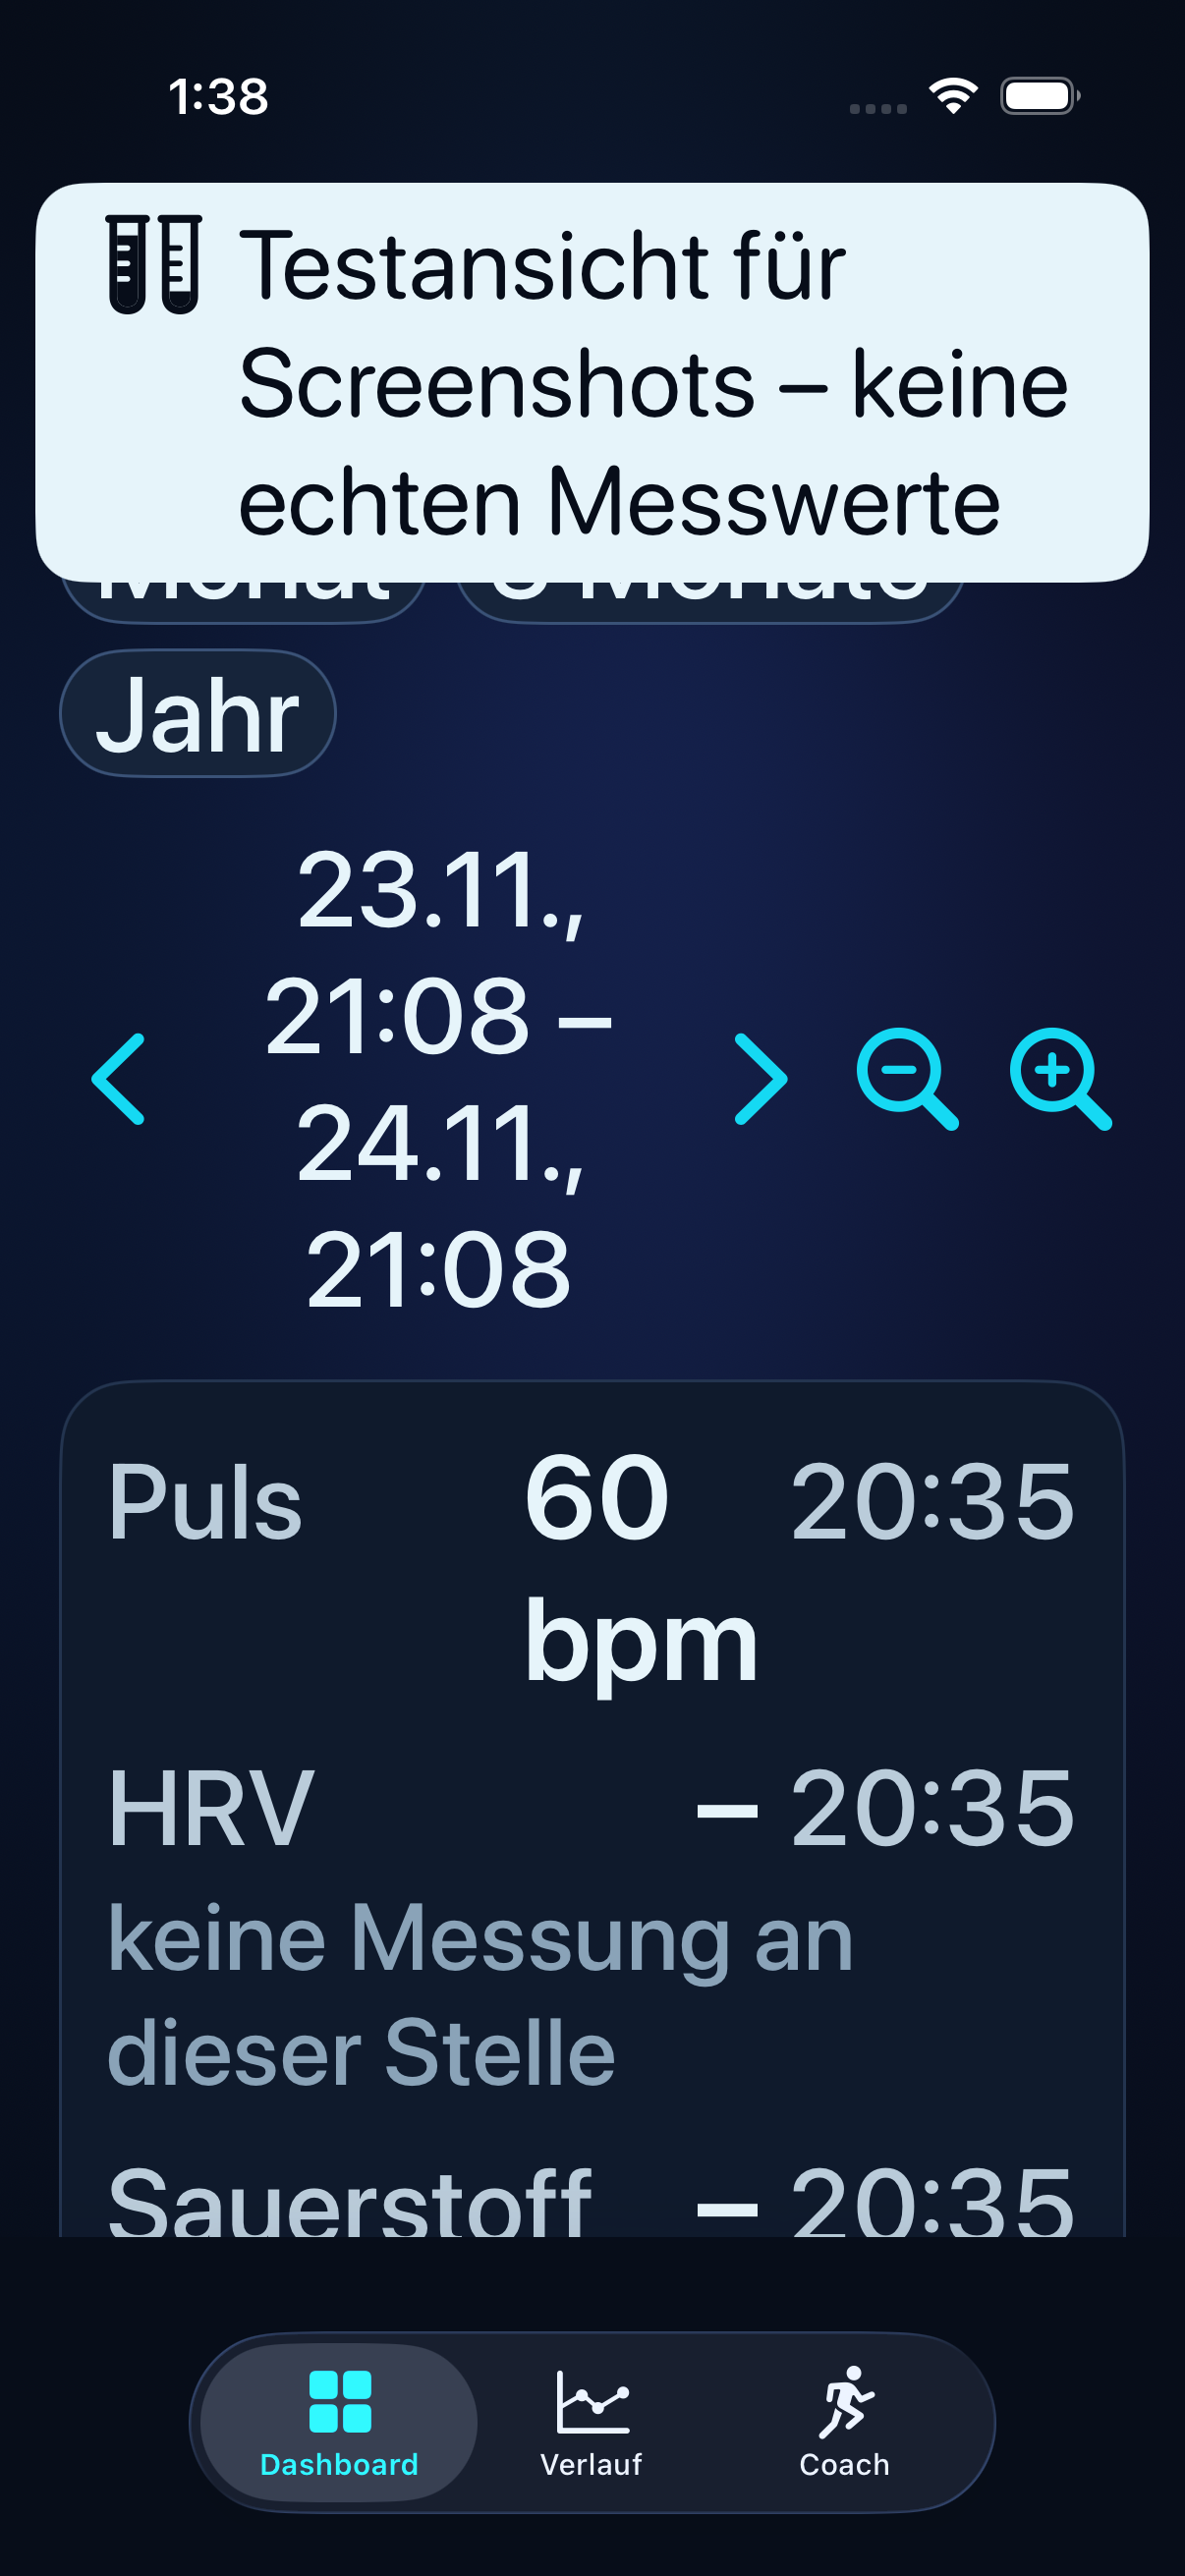 1:38
Testansicht für
Screenshots – keine
echten Messwerte
Monat
Jahr
23.11.,
21:08 –
24.11.,
21:08
Puls 60 20:35
bpm
HRV – 20:35
keine Messung an
dieser Stelle
Sauerstoff – 20:35
Dashboard Verlauf Coach